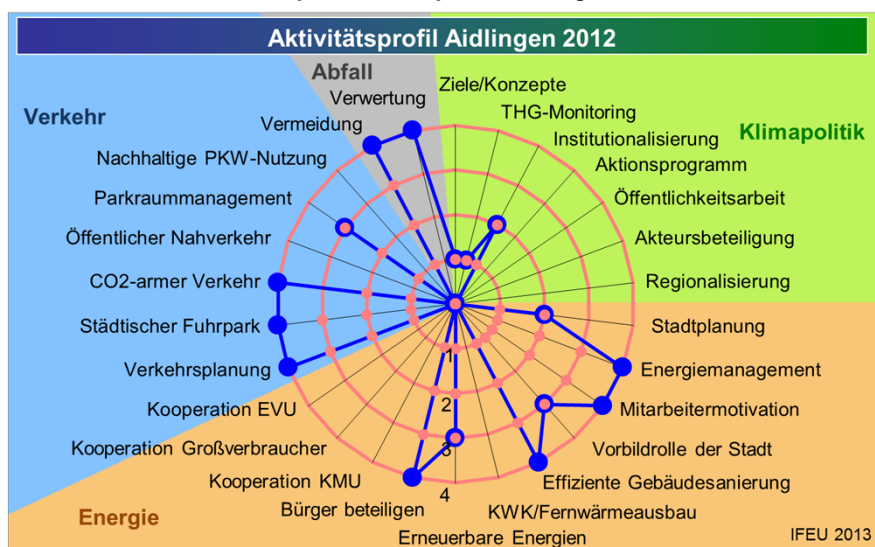 Aktivitätsprofil Aidlingen 2012
Abfall
Verkehr
Klimapolitik
Energie
Ziele/Konzepte
THG-Monitoring
Institutionalisierung
Aktionsprogramm
Öffentlichkeitsarbeit
Akteursbeteiligung
Regionalisierung
Stadtplanung
Energiemanagement
Mitarbeitermotivation
Vorbildrolle der Stadt
Effiziente Gebäudesanierung
KWK/Fernwärmeausbau
Erneuerbare Energien
Bürger beteiligen
Kooperation KMU
Kooperation Großverbraucher
Kooperation EVU
Verkehrsplanung
Städtischer Fuhrpark
CO2-armer Verkehr
Öffentlicher Nahverkehr
Parkraummanagement
Nachhaltige PKW-Nutzung
Vermeidung
Verwertung
1
2
3
4
IFEU 2013